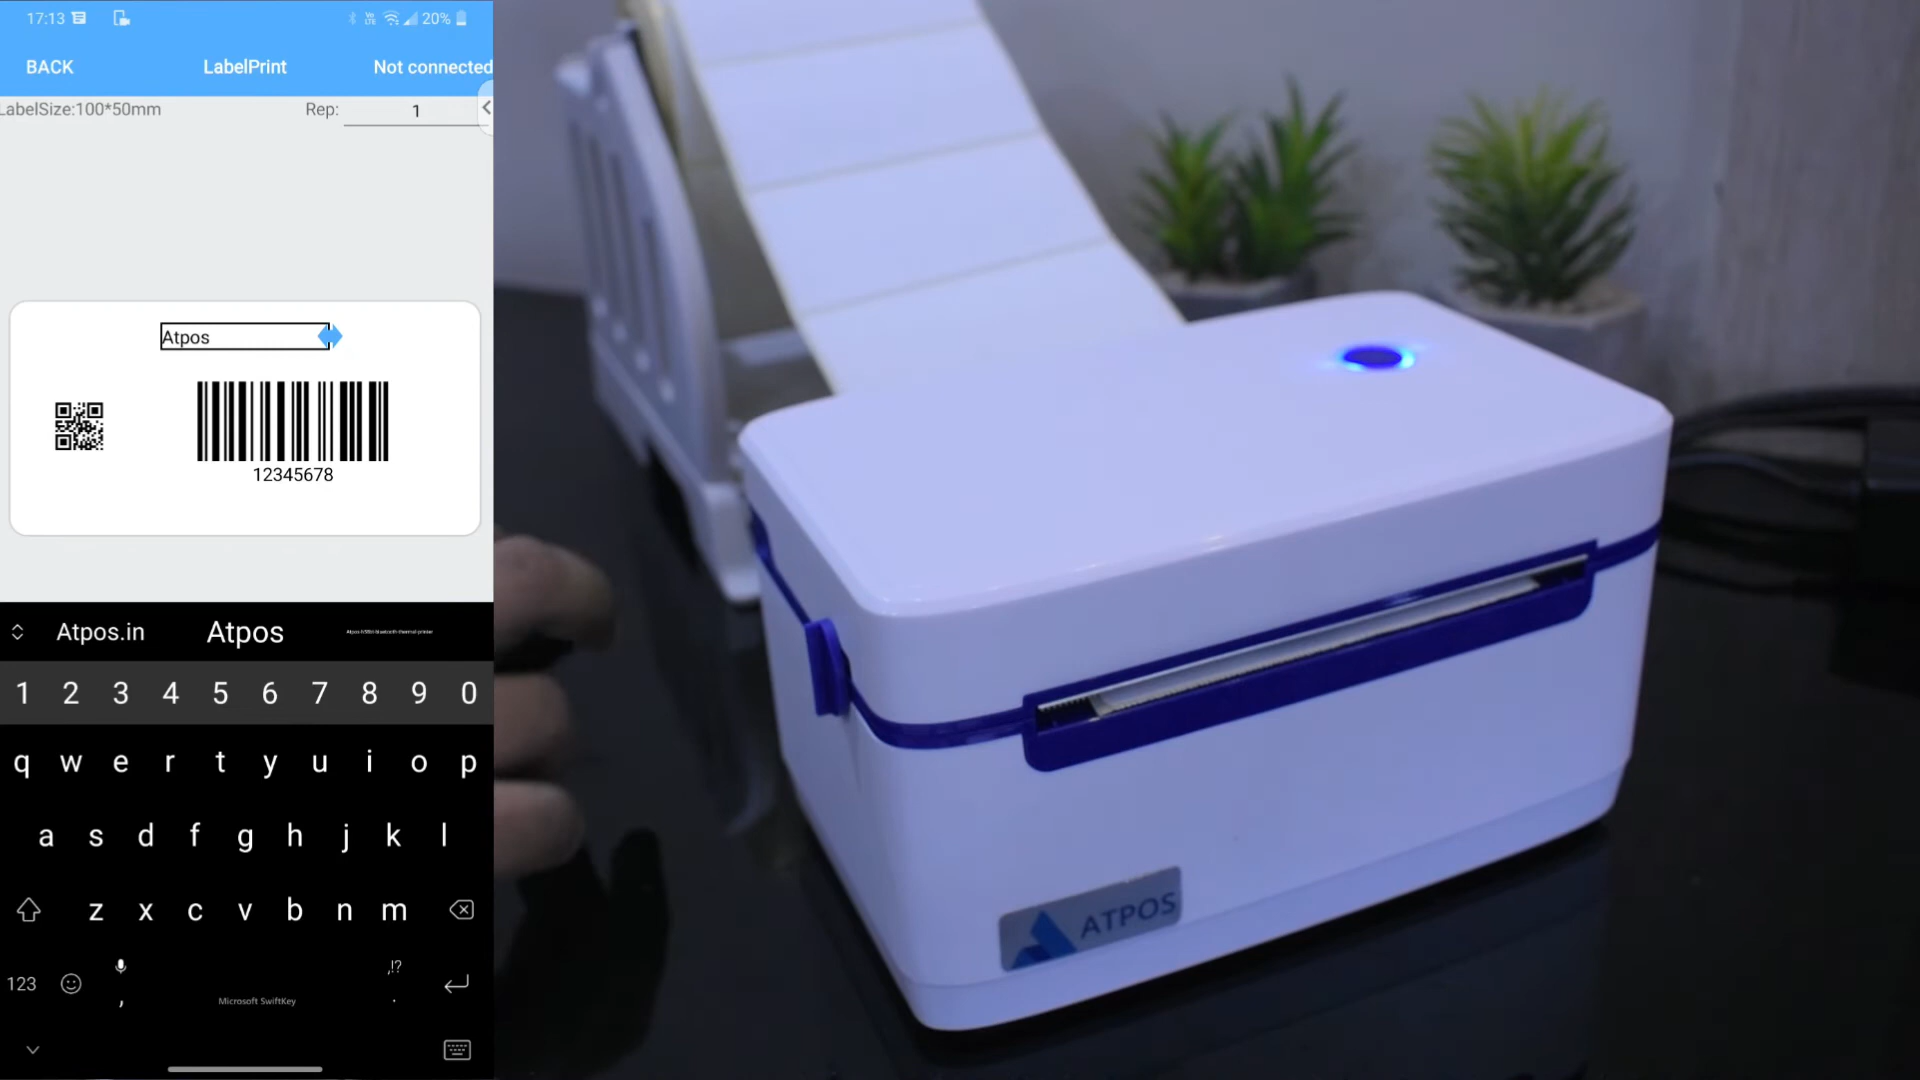 17:13 20%
BACK LabelPrint Not connected
LabelSize:100*50mm Rep: 1
Atpos
12345678
Atpos.in Atpos
1 2 3 4 5 6 7 8 9 0
q w e r t y u i o p
a s d f g h j k l
z x c v b n m
,!?
123 , Microsoft SwiftKey .
ATPOS